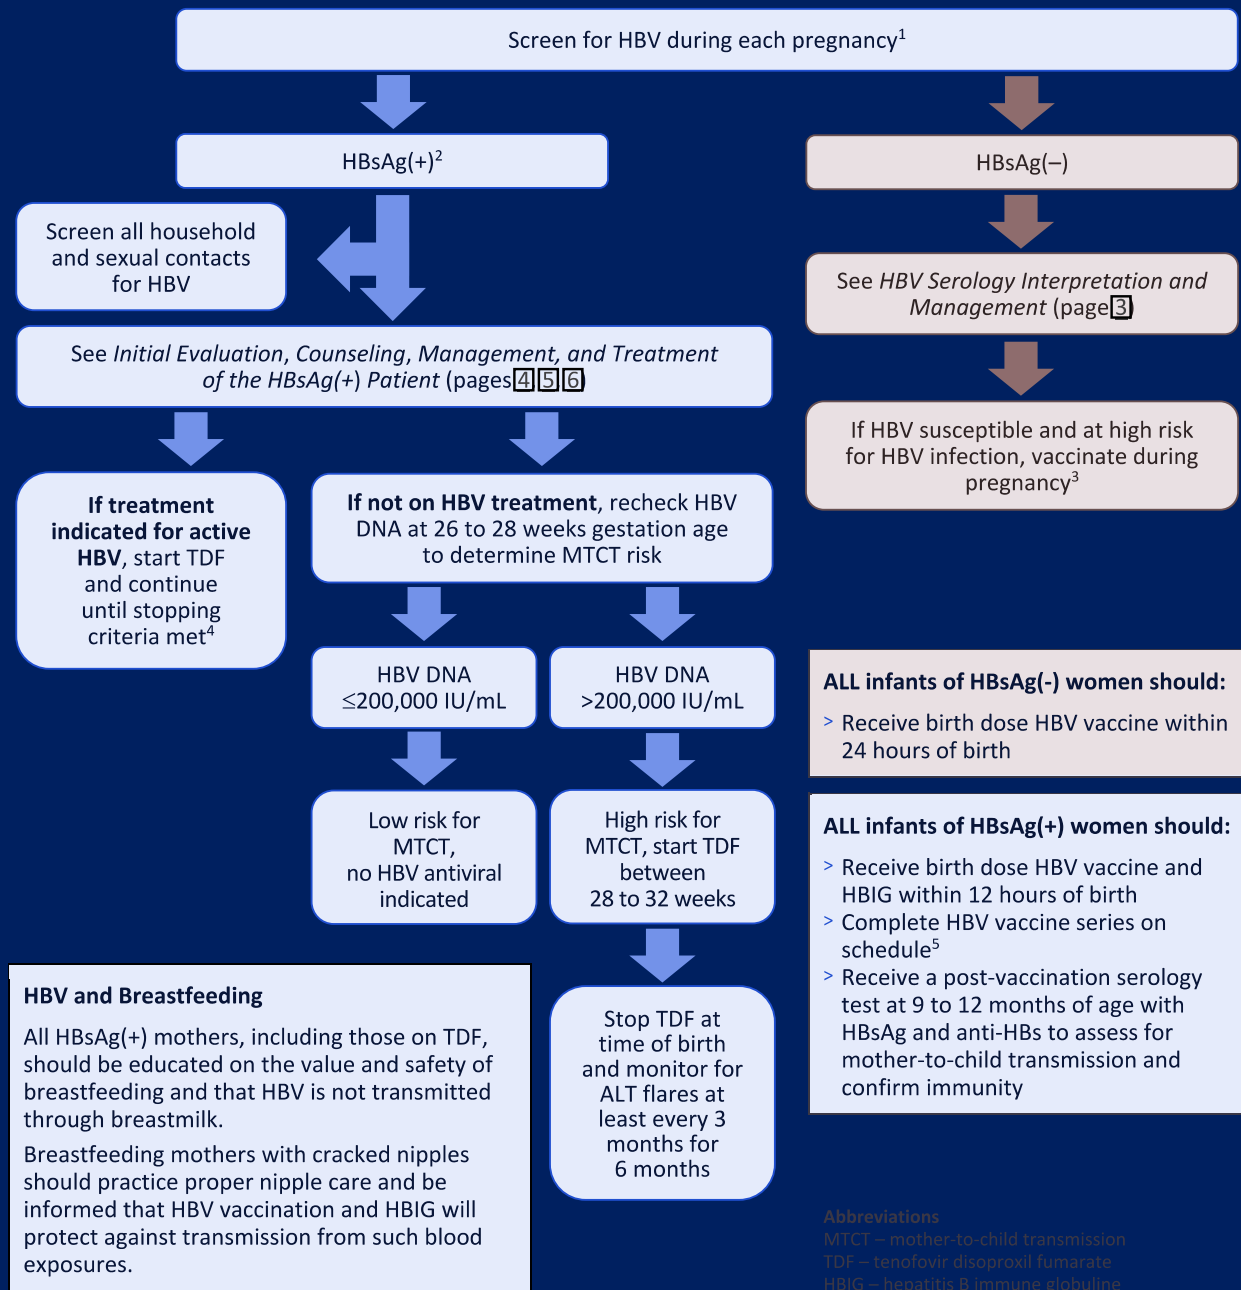 Screen for HBV during each pregnancy1
HBsAg(+)2
HBsAg(–)
Screen all household
and sexual contacts
for HBV
See HBV Serology Interpretation and
Management (page 3)
See Initial Evaluation, Counseling, Management, and Treatment
of the HBsAg(+) Patient (pages 4 5 6)
If HBV susceptible and at high risk
for HBV infection, vaccinate during
pregnancy3
If treatment
indicated for active
HBV, start TDF
and continue
until stopping
criteria met4
If not on HBV treatment, recheck HBV
DNA at 26 to 28 weeks gestation age
to determine MTCT risk
HBV DNA
≤200,000 IU/mL
HBV DNA
>200,000 IU/mL
Low risk for
MTCT,
no HBV antiviral
indicated
High risk for
MTCT, start TDF
between
28 to 32 weeks
Stop TDF at
time of birth
and monitor for
ALT flares at
least every 3
months for
6 months
ALL infants of HBsAg(-) women should:
> Receive birth dose HBV vaccine within
24 hours of birth
ALL infants of HBsAg(+) women should:
> Receive birth dose HBV vaccine and
HBIG within 12 hours of birth
> Complete HBV vaccine series on
schedule5
> Receive a post-vaccination serology
test at 9 to 12 months of age with
HBsAg and anti-HBs to assess for
mother-to-child transmission and
confirm immunity
HBV and Breastfeeding
All HBsAg(+) mothers, including those on TDF,
should be educated on the value and safety of
breastfeeding and that HBV is not transmitted
through breastmilk.
Breastfeeding mothers with cracked nipples
should practice proper nipple care and be
informed that HBV vaccination and HBIG will
protect against transmission from such blood
exposures.
Abbreviations
MTCT – mother-to-child transmission
TDF – tenofovir disoproxil fumarate
HBIG – hepatitis B immune globuline